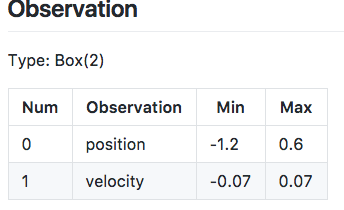 Observation
Type: Box(2)
Num Observation Min Max
0 position -1.2 0.6
1 velocity -0.07 0.07